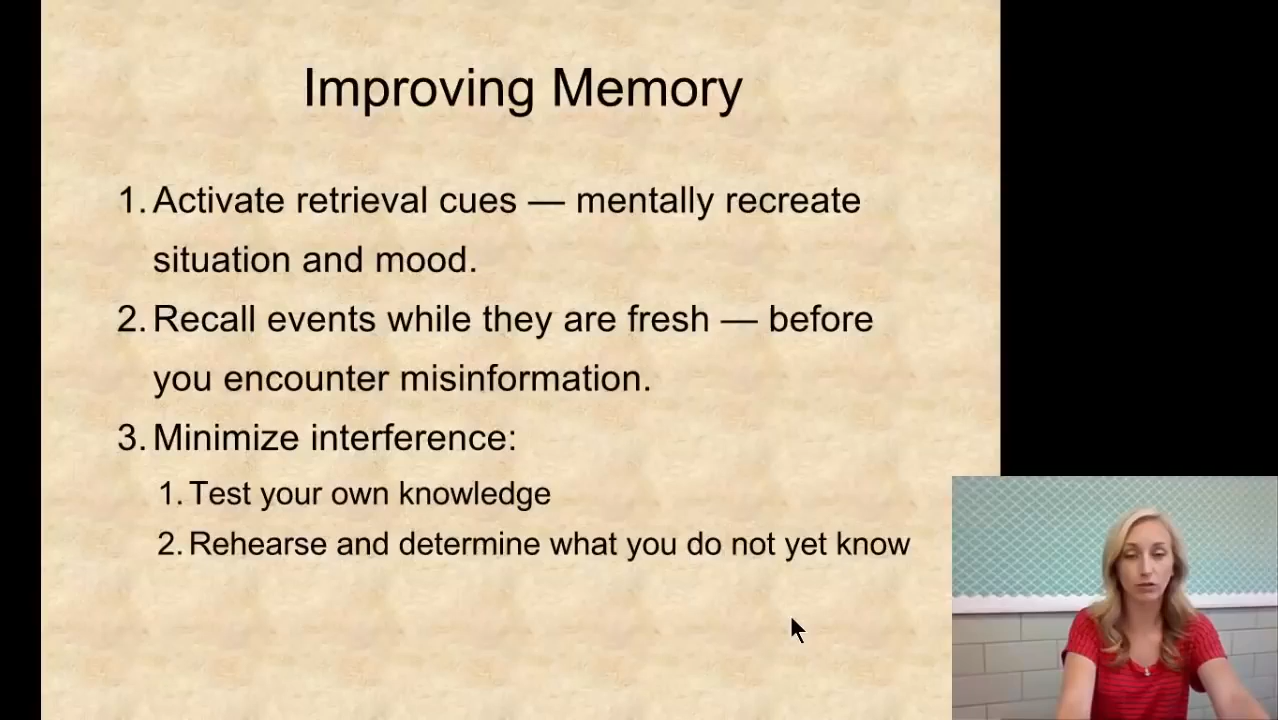 Improving Memory
1. Activate retrieval cues — mentally recreate
situation and mood.
2. Recall events while they are fresh — before
you encounter misinformation.
3. Minimize interference:
1. Test your own knowledge
2. Rehearse and determine what you do not yet know